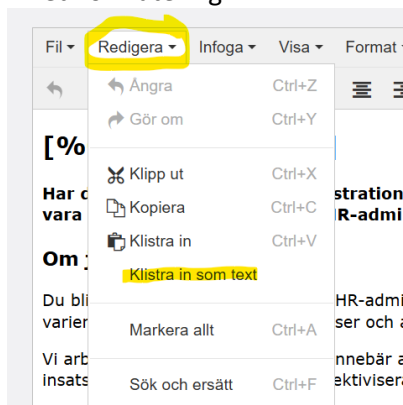 Fil Redigera Infoga Visa Format
Ångra Ctrl+Z
Gör om Ctrl+Y
[%
Klipp ut Ctrl+X
Har
Kopiera Ctrl+C
vara HR-admi
Klistra in Ctrl+V
Om
Klistra in som text
Du bli HR-admi
varier ser och
Markera allt Ctrl+A
Vi arb nnebär
insats ektivisera
Sök och ersätt Ctrl+F